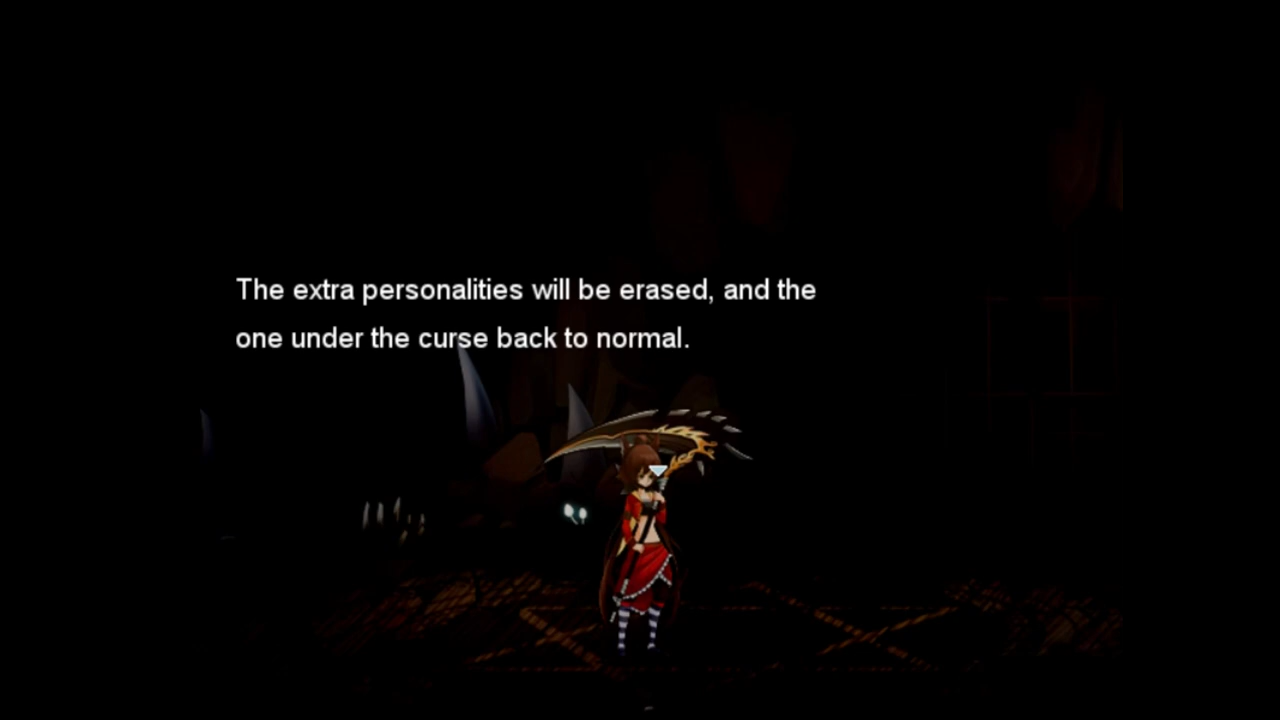 The extra personalities will be erased, and the
one under the curse back to normal.